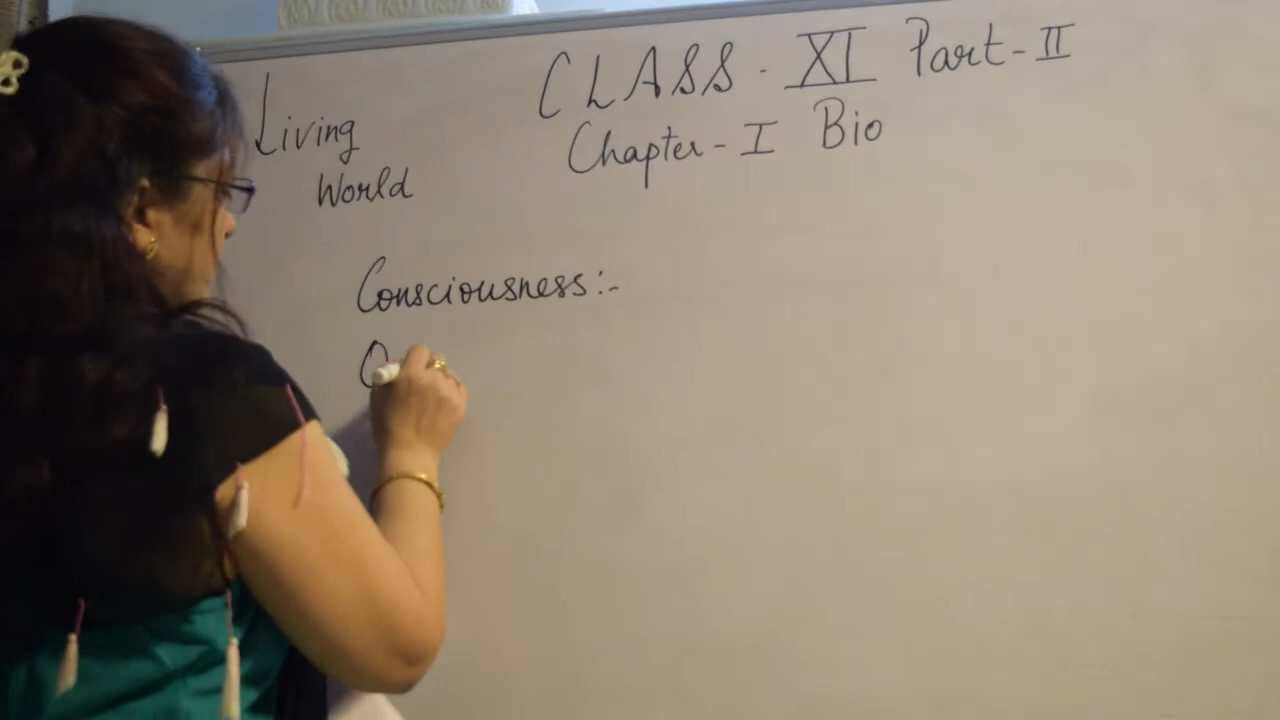 CLASS - XI Part - II
Chapter - I Bio
Living
World
Consciousness :-